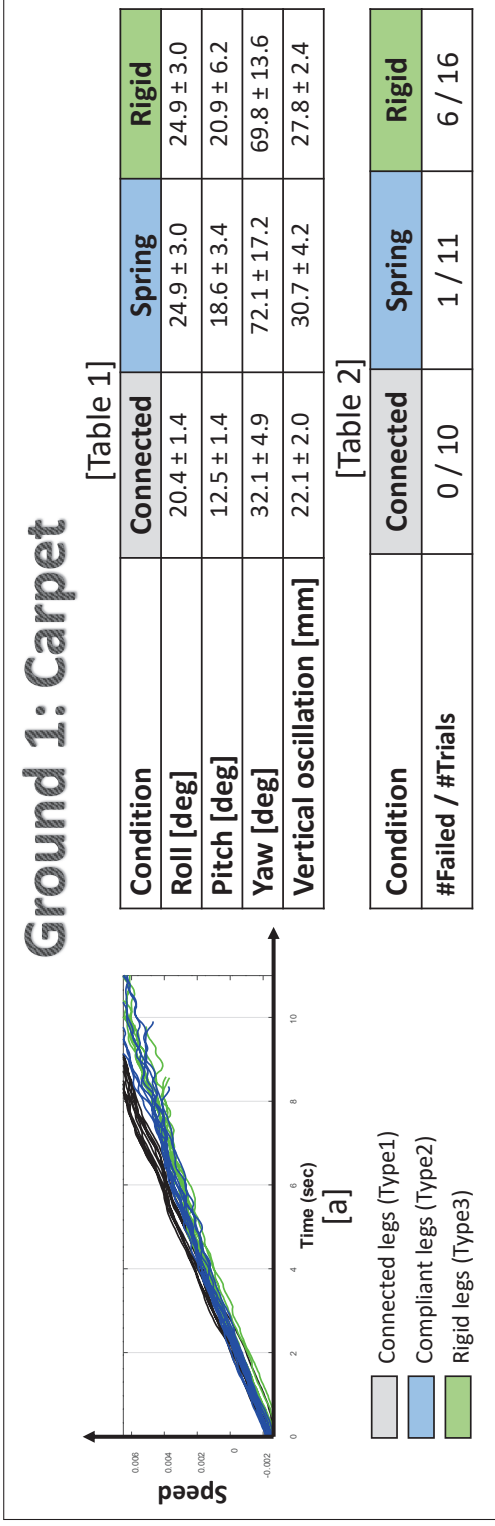 Ground 1: Carpet
Speed
0.006
0.004
0.002
0
-0.002
0 2 4 6 8 10
Time (sec)
[a]
Connected legs (Type1)
Compliant legs (Type2)
Rigid legs (Type3)
[Table 1]
Condition Connected Spring Rigid
Roll [deg] 20.4 ± 1.4 24.9 ± 3.0 24.9 ± 3.0
Pitch [deg] 12.5 ± 1.4 18.6 ± 3.4 20.9 ± 6.2
Yaw [deg] 32.1 ± 4.9 72.1 ± 17.2 69.8 ± 13.6
Vertical oscillation [mm] 22.1 ± 2.0 30.7 ± 4.2 27.8 ± 2.4
[Table 2]
Condition Connected Spring Rigid
#Failed / #Trials 0 / 10 1 / 11 6 / 16